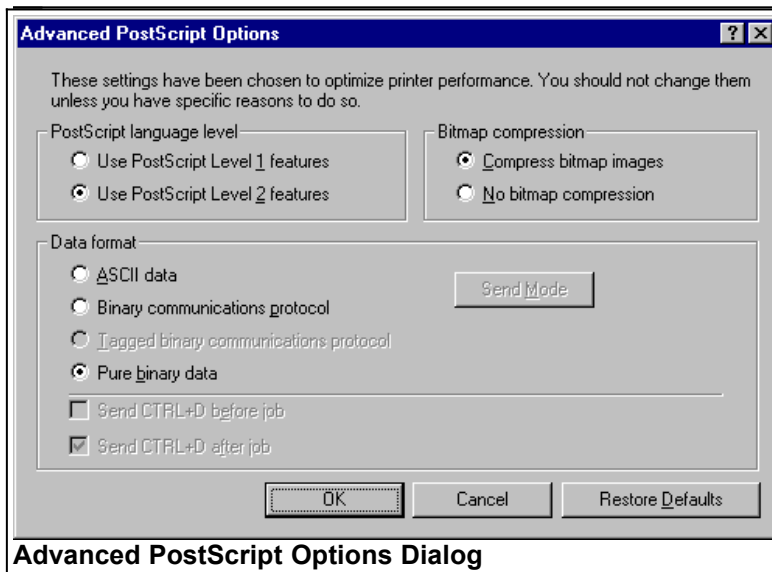 Advanced PostScript Options
These settings have been chosen to optimize printer performance. You should not change them
unless you have specific reasons to do so.
PostScript language level
Use PostScript Level 1 features
Use PostScript Level 2 features
Bitmap compression
Compress bitmap images
No bitmap compression
Data format
ASCII data
Binary communications protocol
Tagged binary communications protocol
Pure binary data
Send Mode
Send CTRL+D before job
Send CTRL+D after job
OK
Cancel
Restore Defaults
Advanced PostScript Options Dialog